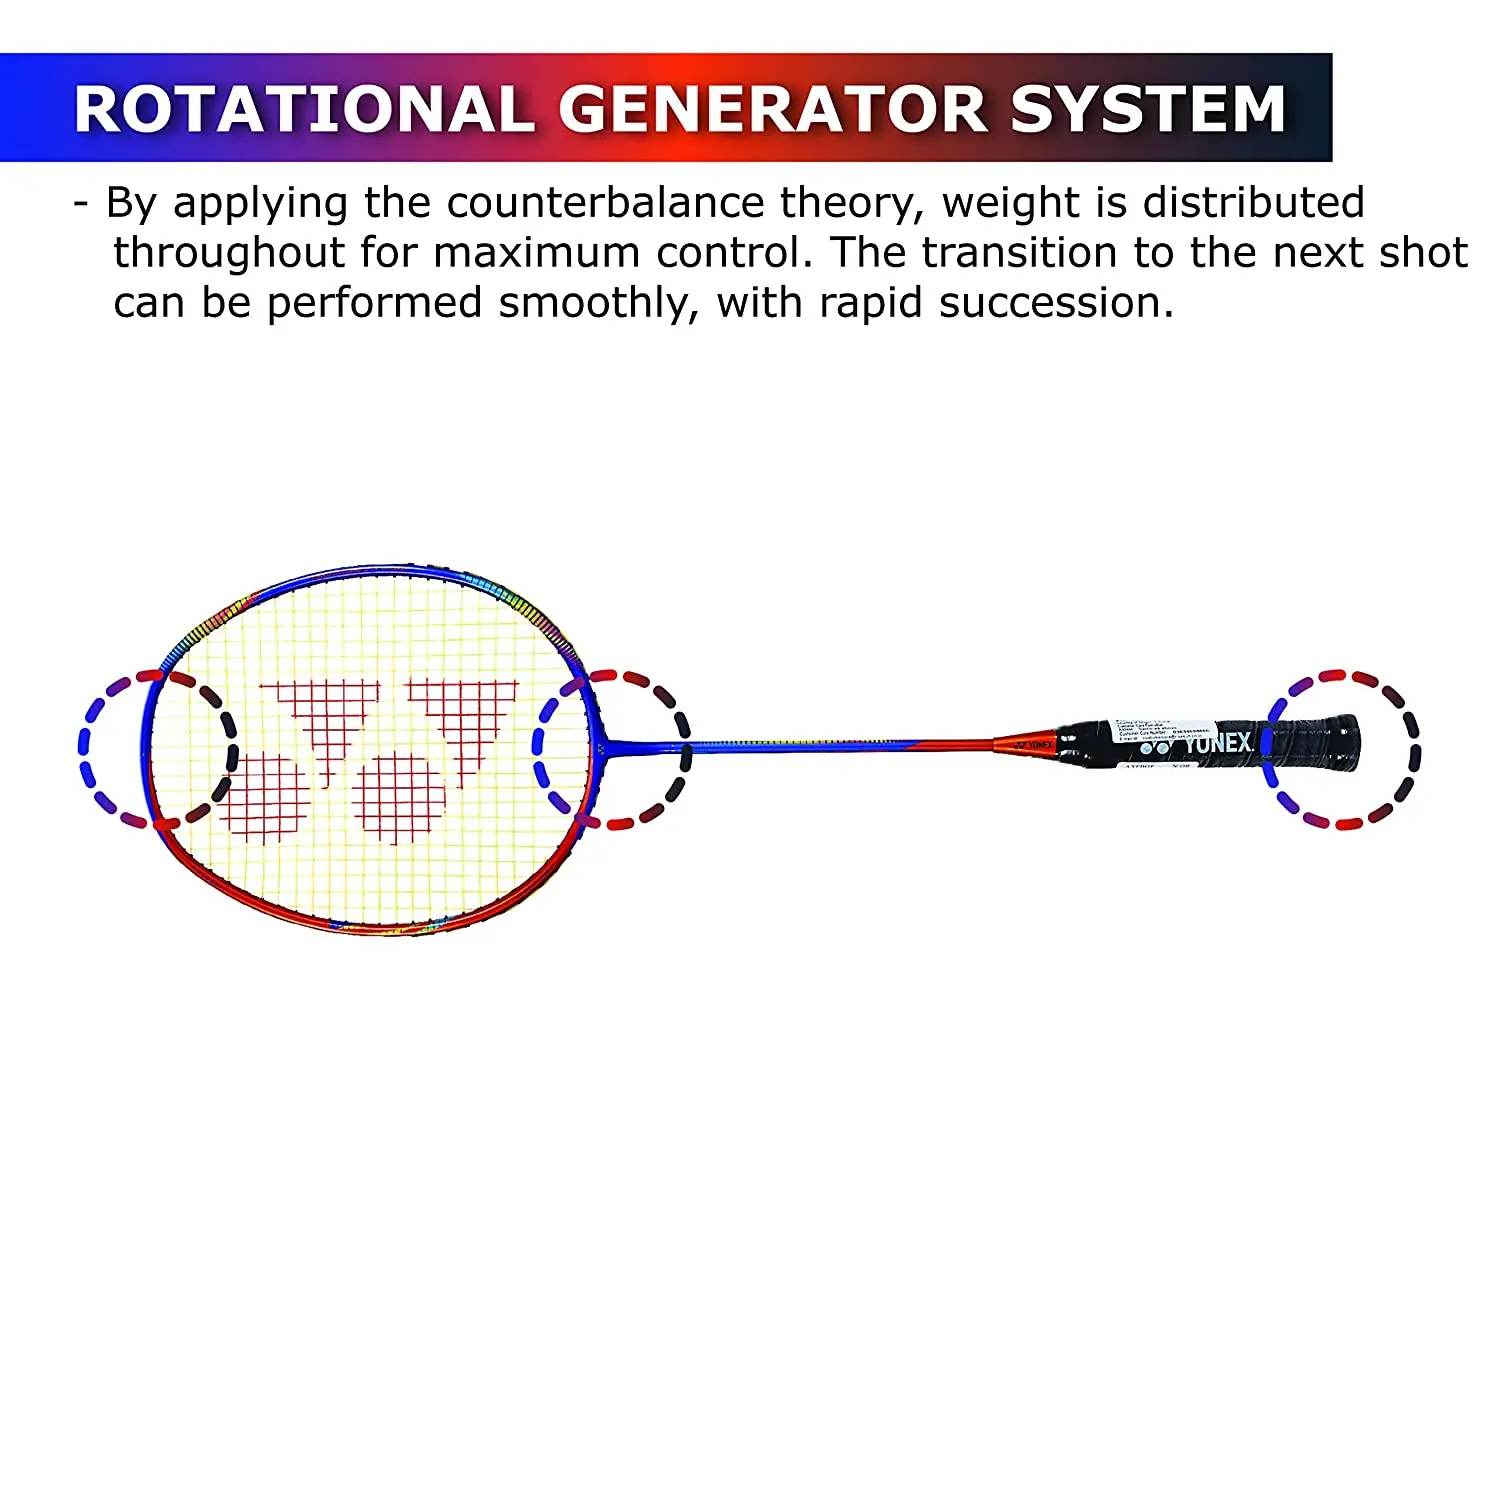 ROTATIONAL GENERATOR SYSTEM
- By applying the counterbalance theory, weight is distributed
throughout for maximum control. The transition to the next shot
can be performed smoothly, with rapid succession.
YONEX
YONEX